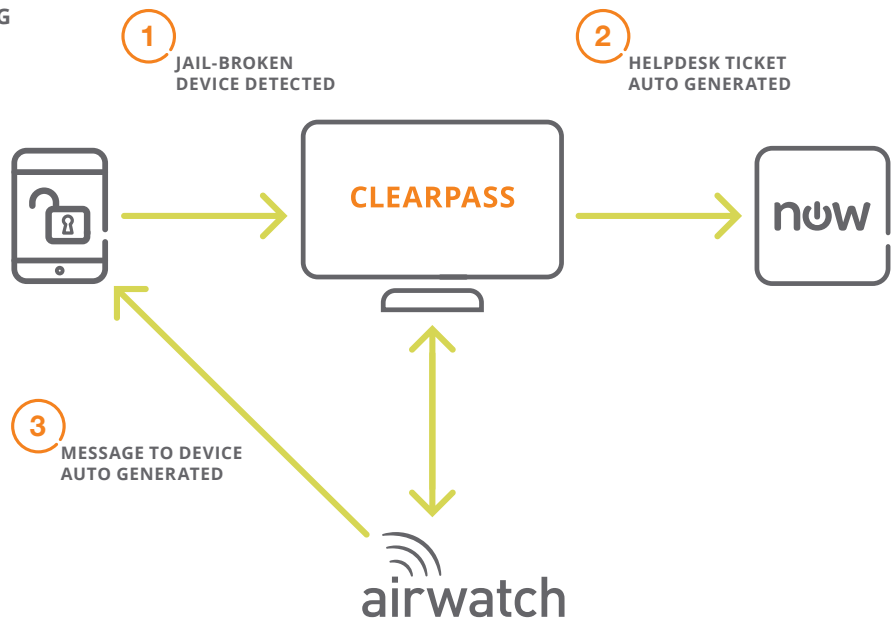 G
1
JAIL-BROKEN
DEVICE DETECTED
2
HELPDESK TICKET
AUTO GENERATED
CLEARPASS
now
3
MESSAGE TO DEVICE
AUTO GENERATED
airwatch